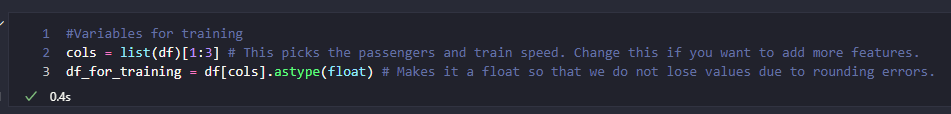 1 #Variables for training
2 cols = list(df)[1:3] # This picks the passengers and train speed. Change this if you want to add more features.
3 df_for_training = df[cols].astype(float) # Makes it a float so that we do not lose values due to rounding errors.
✓ 0.4s